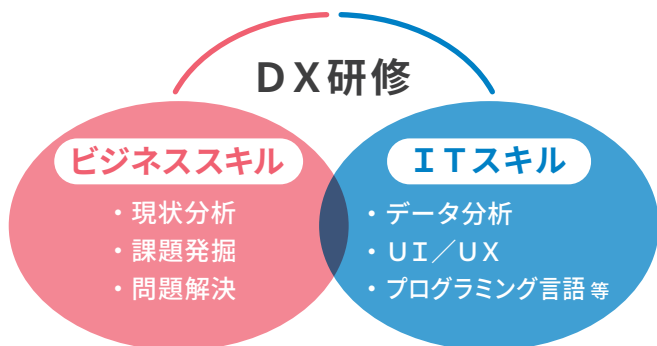 DX研修
ビジネススキル
・現状分析
・課題発掘
・問題解決
ITスキル
・データ分析
・UI／UX
・プログラミング言語 等